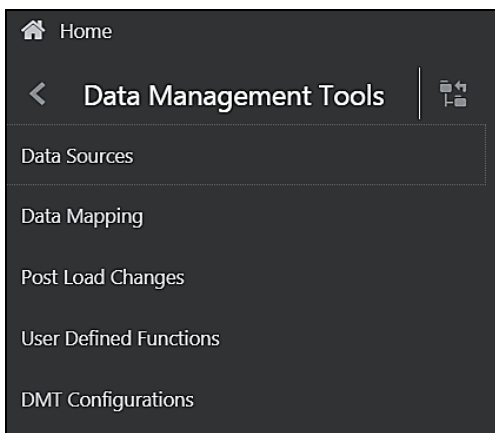 Home
Data Management Tools
Data Sources
Data Mapping
Post Load Changes
User Defined Functions
DMT Configurations